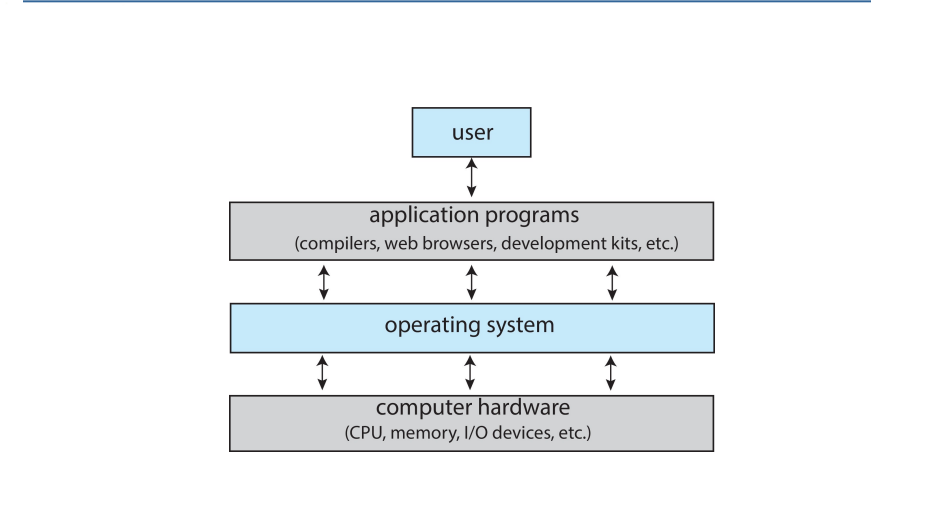 user
application programs
(compilers, web browsers, development kits, etc.)
operating system
computer hardware
(CPU, memory, I/O devices, etc.)